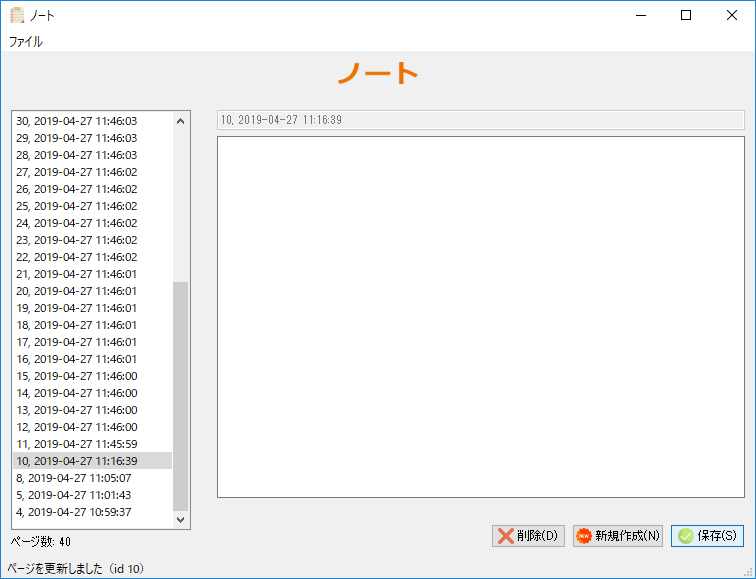 ノート
ファイル
ノート
30, 2019-04-27 11:46:03
29, 2019-04-27 11:46:03
28, 2019-04-27 11:46:03
27, 2019-04-27 11:46:02
26, 2019-04-27 11:46:02
25, 2019-04-27 11:46:02
24, 2019-04-27 11:46:02
23, 2019-04-27 11:46:02
22, 2019-04-27 11:46:02
21, 2019-04-27 11:46:01
20, 2019-04-27 11:46:01
19, 2019-04-27 11:46:01
18, 2019-04-27 11:46:01
17, 2019-04-27 11:46:01
16, 2019-04-27 11:46:01
15, 2019-04-27 11:46:00
14, 2019-04-27 11:46:00
13, 2019-04-27 11:46:00
12, 2019-04-27 11:46:00
11, 2019-04-27 11:45:59
10, 2019-04-27 11:16:39
8, 2019-04-27 11:05:07
5, 2019-04-27 11:01:43
4, 2019-04-27 10:59:37
ページ数: 40
10, 2019-04-27 11:16:39
削除(D)
NEW 新規作成(N)
保存(S)
ページを更新しました（id 10）